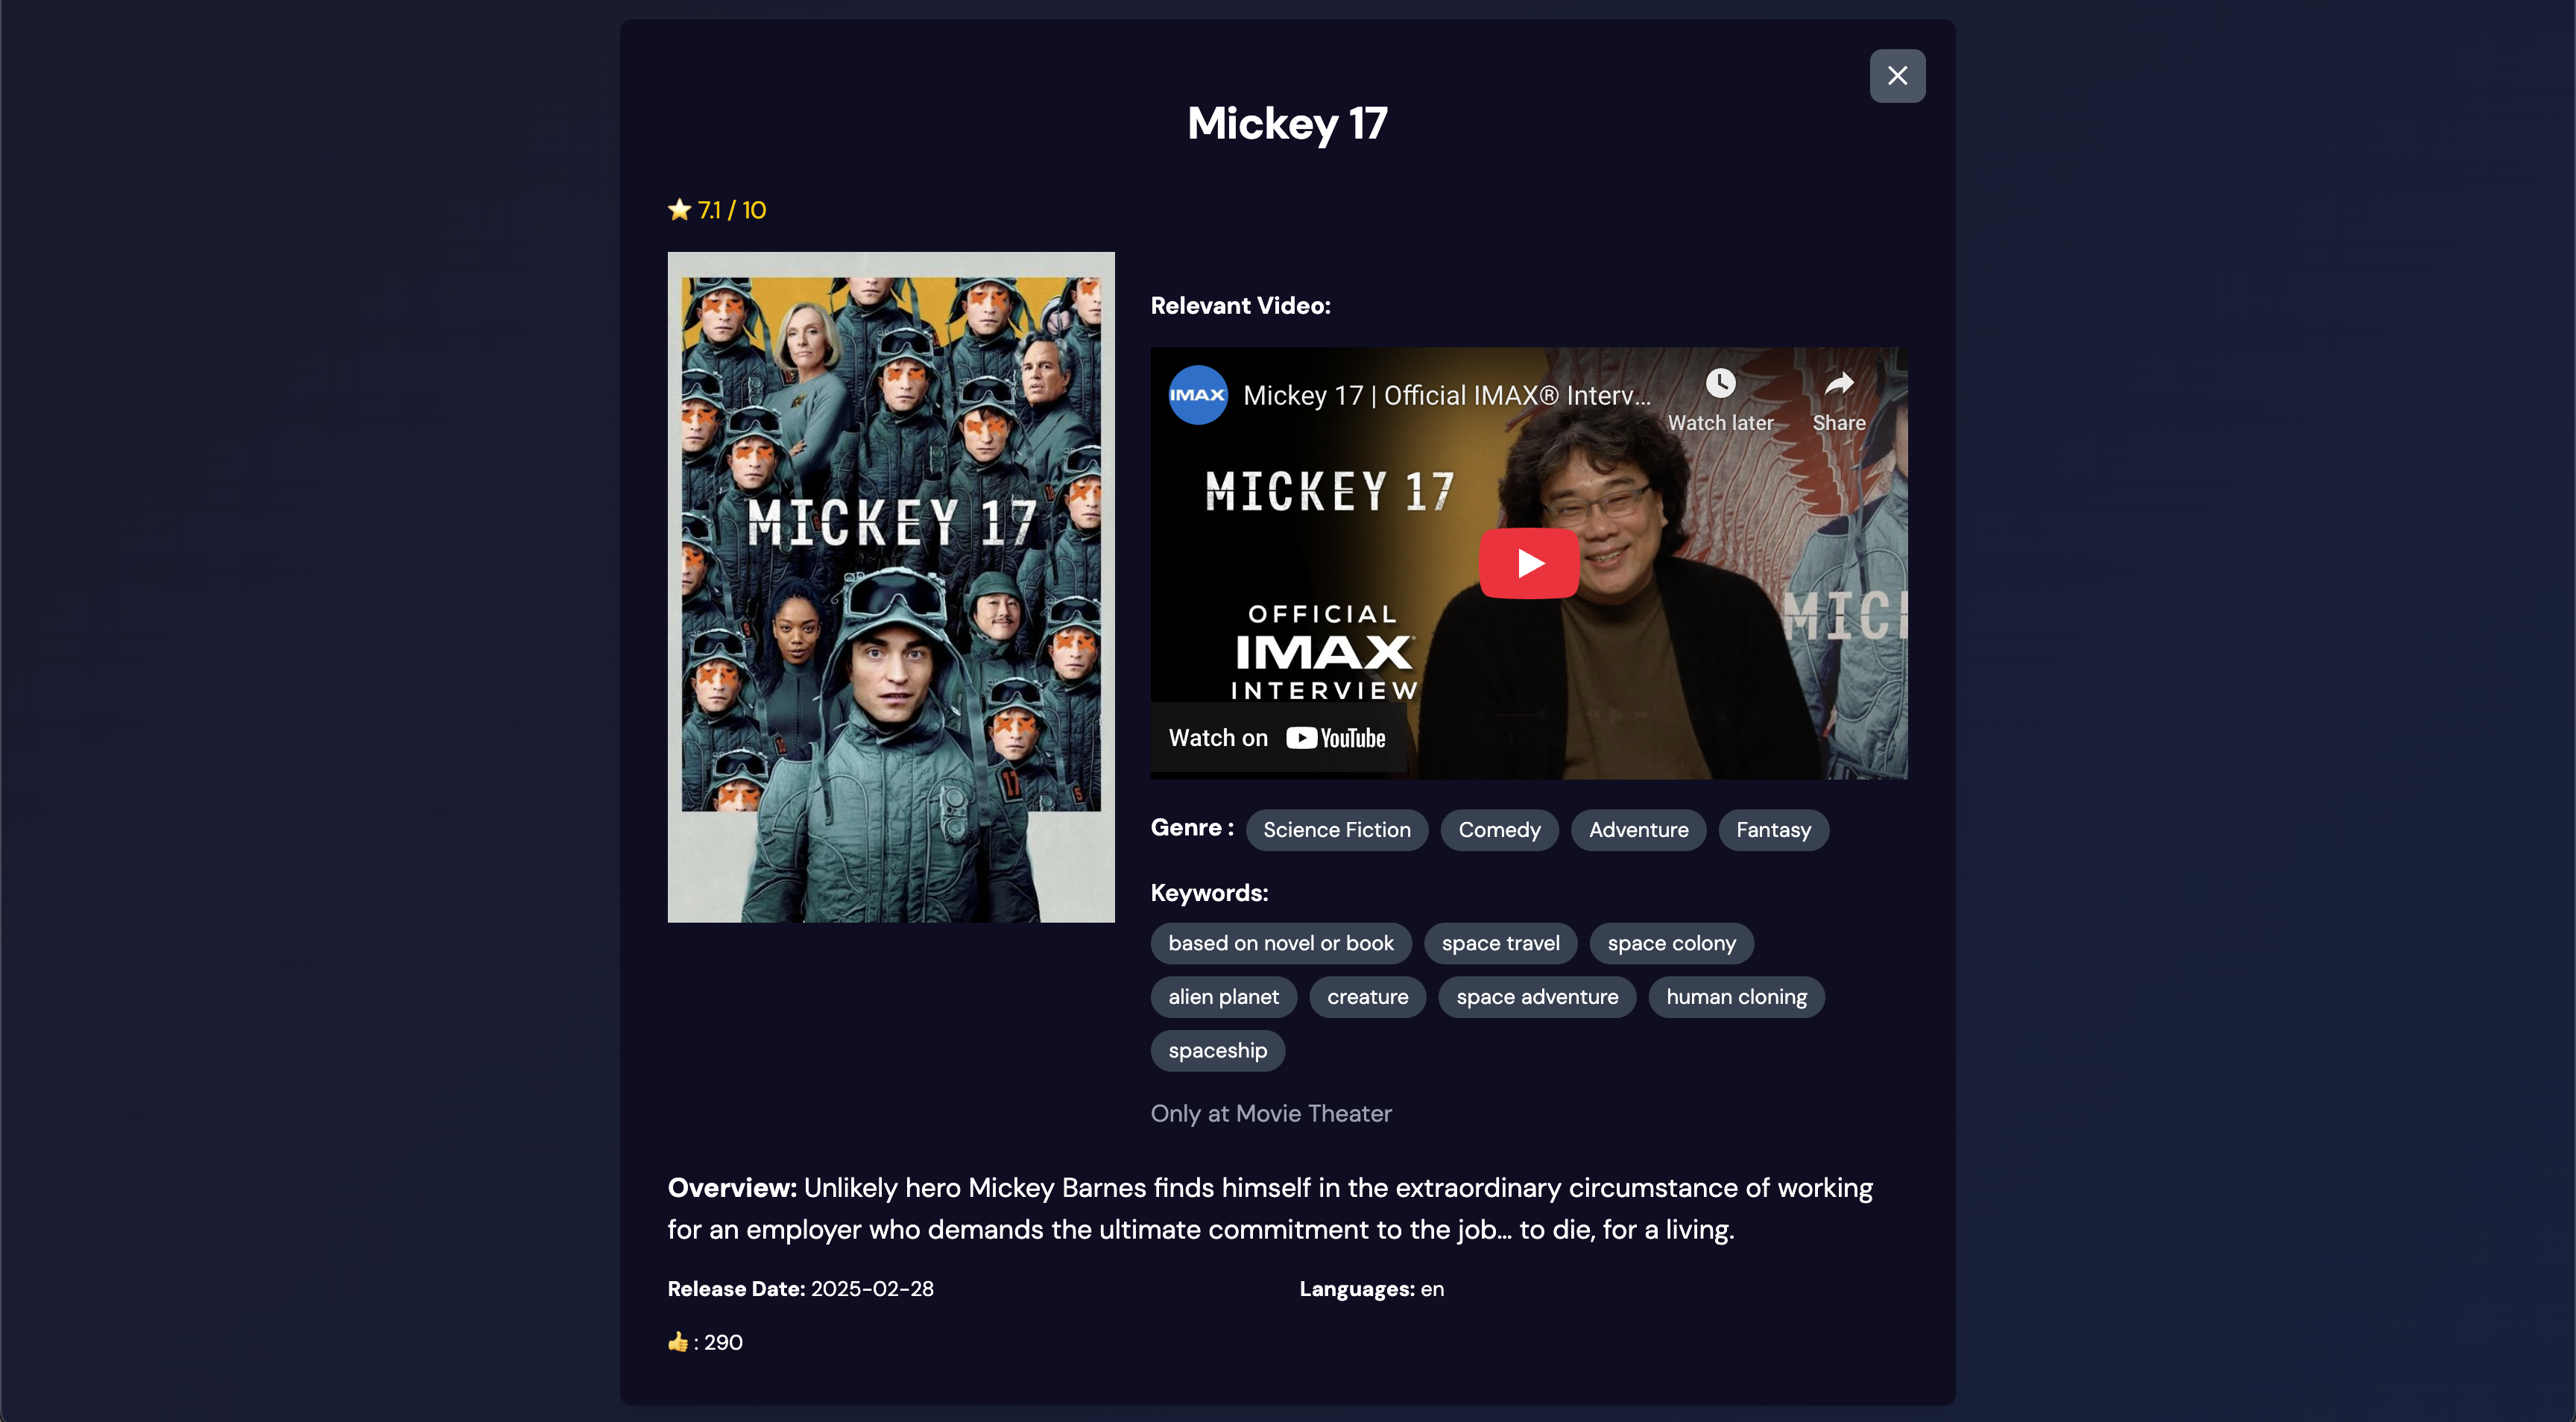 Mickey 17
⭐ 7.1 / 10
MICKEY 17
17
5
Relevant Video:
IMAX
Mickey 17 | Official IMAX® Interv...
Watch later
Share
MICKEY 17
OFFICIAL
IMAX
INTERVIEW
MICK
Watch on YouTube
Genre : Science Fiction Comedy Adventure Fantasy
Keywords:
based on novel or book space travel space colony
alien planet creature space adventure human cloning
spaceship
Only at Movie Theater
Overview: Unlikely hero Mickey Barnes finds himself in the extraordinary circumstance of working
for an employer who demands the ultimate commitment to the job... to die, for a living.
Release Date: 2025-02-28
Languages: en
👍 : 290